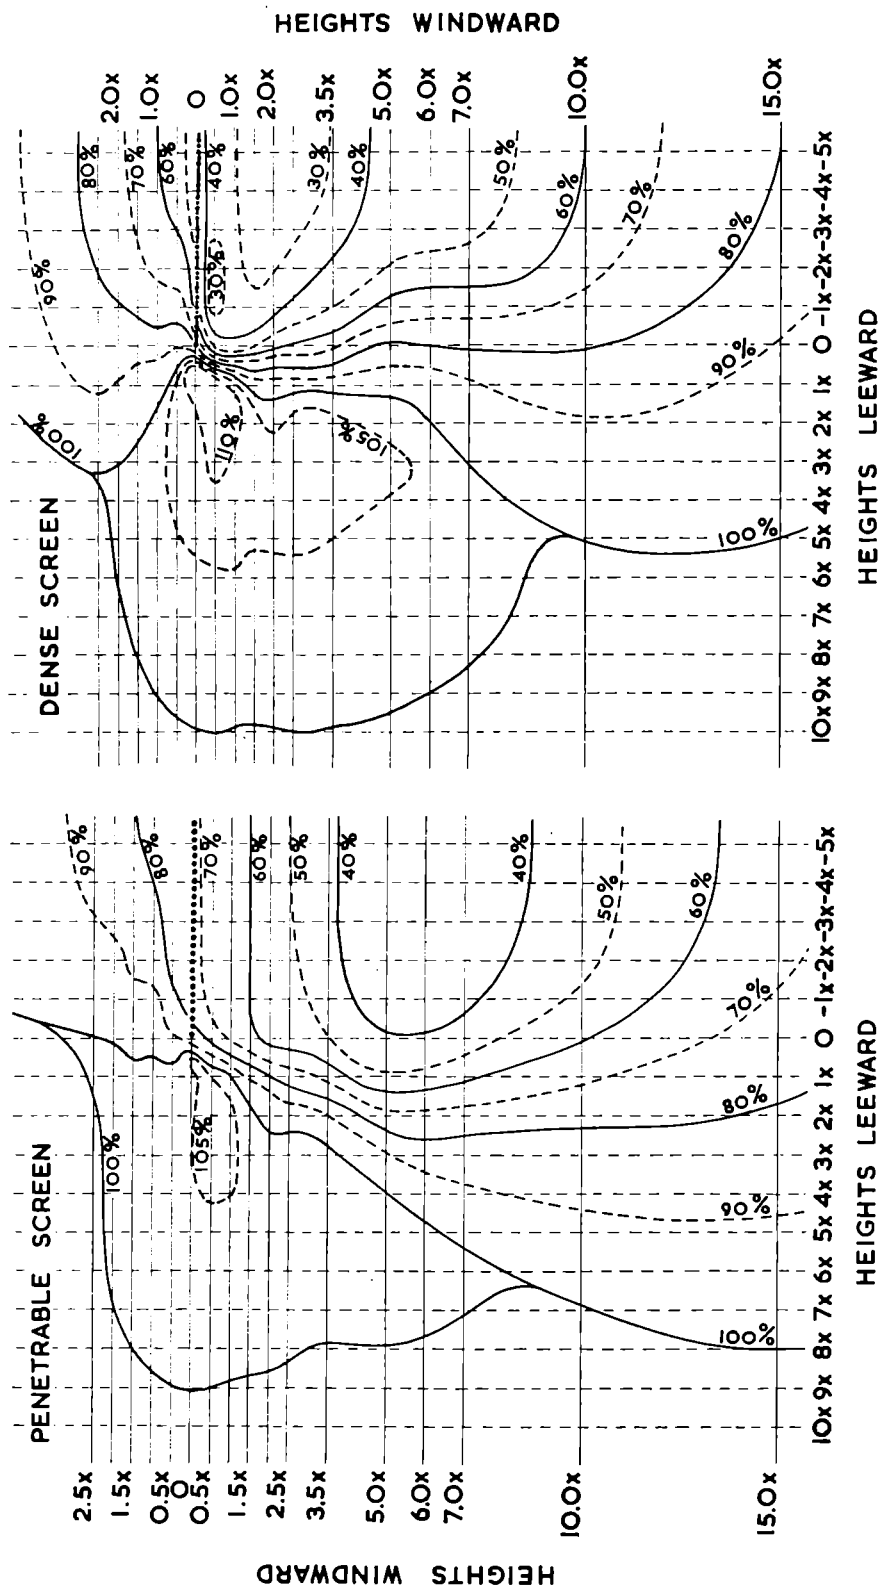 HEIGHTS WINDWARD
2.0x
1.0x
0
1.0x
2.0x
3.5x
5.0x
6.0x
7.0x
10.0x
15.0x
DENSE SCREEN
90%
80%
70%
60%
40%
30%
30%
40%
50%
60%
70%
80%
90%
100%
110%
105%
100%
10x 9x 8x 7x 6x 5x 4x 3x 2x 1x 0 -1x -2x -3x -4x -5x
HEIGHTS LEEWARD
PENETRABLE SCREEN
90%
80%
70%
60%
50%
40%
40%
50%
60%
70%
80%
90%
100%
105%
100%
10x 9x 8x 7x 6x 5x 4x 3x 2x 1x 0 -1x -2x -3x -4x -5x
HEIGHTS LEEWARD
2.5x
1.5x
0.5x
0
0.5x
1.5x
2.5x
3.5x
5.0x
6.0x
7.0x
10.0x
15.0x
HEIGHTS WINDWARD